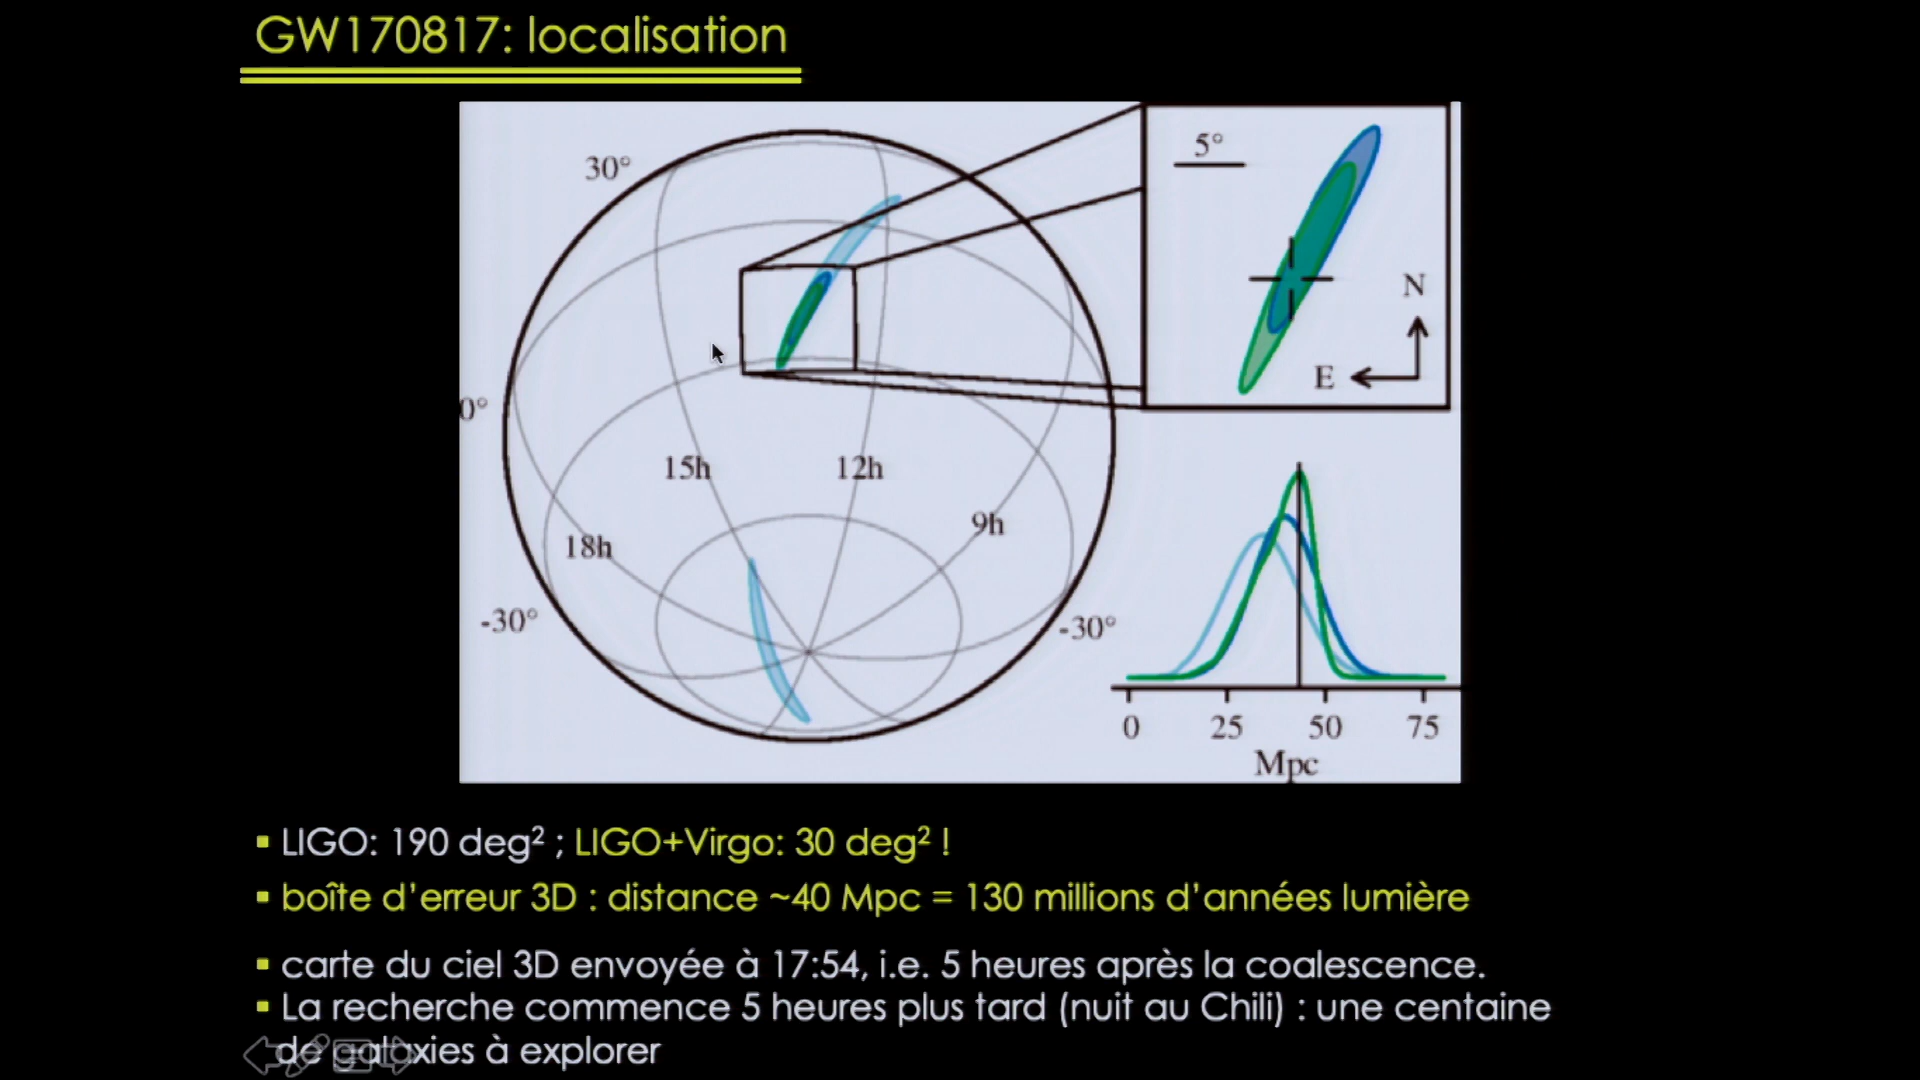 GW170817: localisation
30°
5°
N
E
0°
15h
12h
9h
18h
-30°
-30°
0 25 50 75
Mpc
▪ LIGO: 190 deg² ; LIGO+Virgo: 30 deg² !
▪ boîte d’erreur 3D : distance ~40 Mpc = 130 millions d’années lumière
▪ carte du ciel 3D envoyée à 17:54, i.e. 5 heures après la coalescence.
▪ La recherche commence 5 heures plus tard (nuit au Chili) : une centaine
de galaxies à explorer